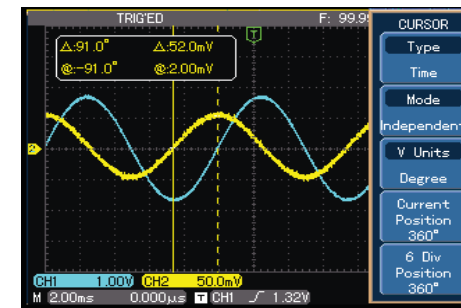 TRIG'ED F: 99.99
CURSOR
Type
Time
Mode
Independent
V Units
Degree
Current
Position
360°
6 Div
Position
360°
T
Δ:91.0° Δ:52.0mV
@:-91.0° @:2.00mV
2
CH1 1.00V CH2 50.0mV
M 2.00ms 0.000μs T CH1 1.32V